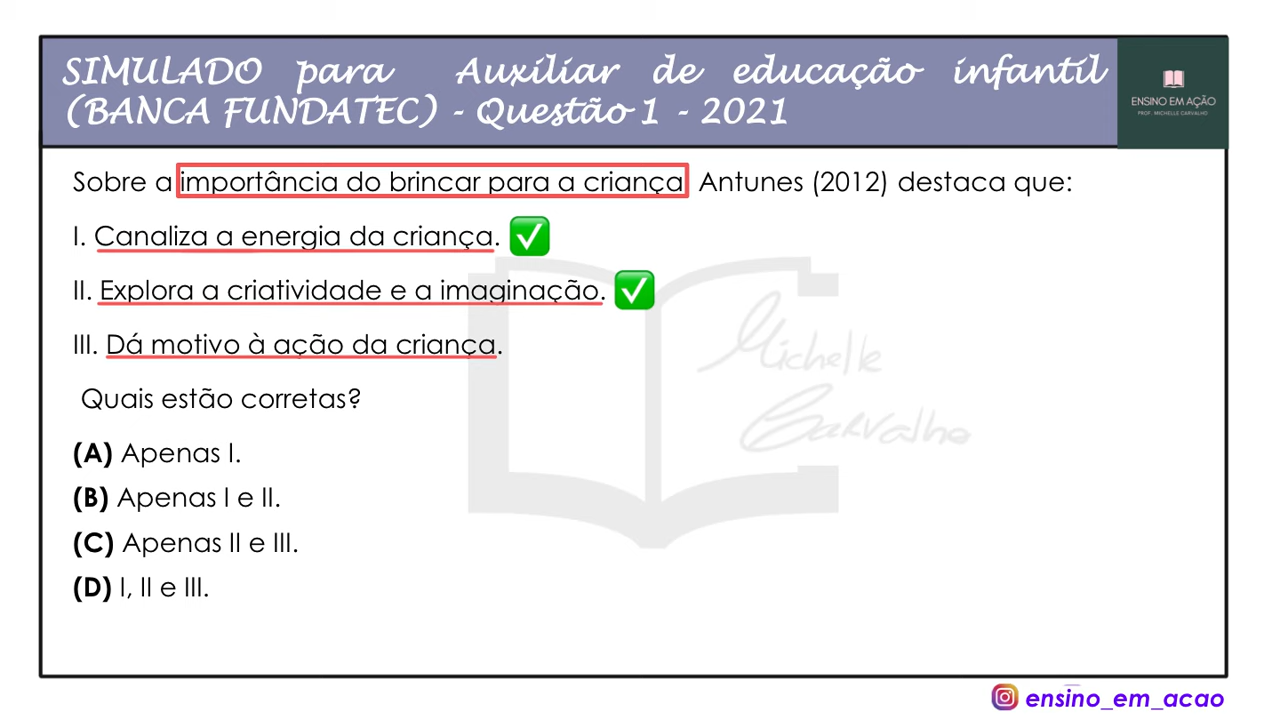 SIMULADO para Auxiliar de educação infantil
(BANCA FUNDATEC) - Questão 1 - 2021
ENSINO EM AÇÃO
PROF. MICHELLE CARVALHO
Sobre a importância do brincar para a criança Antunes (2012) destaca que:
I. Canaliza a energia da criança.
II. Explora a criatividade e a imaginação.
III. Dá motivo à ação da criança.
Quais estão corretas?
(A) Apenas I.
(B) Apenas I e II.
(C) Apenas II e III.
(D) I, II e III.
Michelle
Carvalho
ensino_em_acao